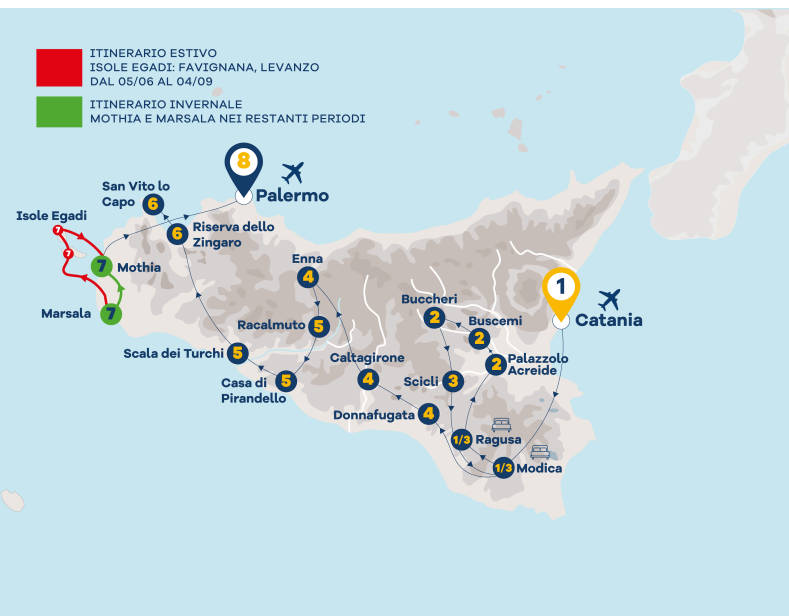 ITINERARIO ESTIVO
ISOLE EGADI: FAVIGNANA, LEVANZO
DAL 05/06 AL 04/09
ITINERARIO INVERNALE
MOTHIA E MARSALA NEI RESTANTI PERIODI
8
Palermo
San Vito lo
Capo
6
Isole Egadi
7
7
6
Riserva dello
Zingaro
7
Mothia
Marsala
7
Enna
4
1
Catania
Buccheri
2
Buscemi
2
Racalmuto
5
Scala dei Turchi
5
Caltagirone
4
2
Palazzolo
Acreide
Casa di
Pirandello
5
Scicli
3
Donnafugata
4
1/3
Ragusa
1/3
Modica